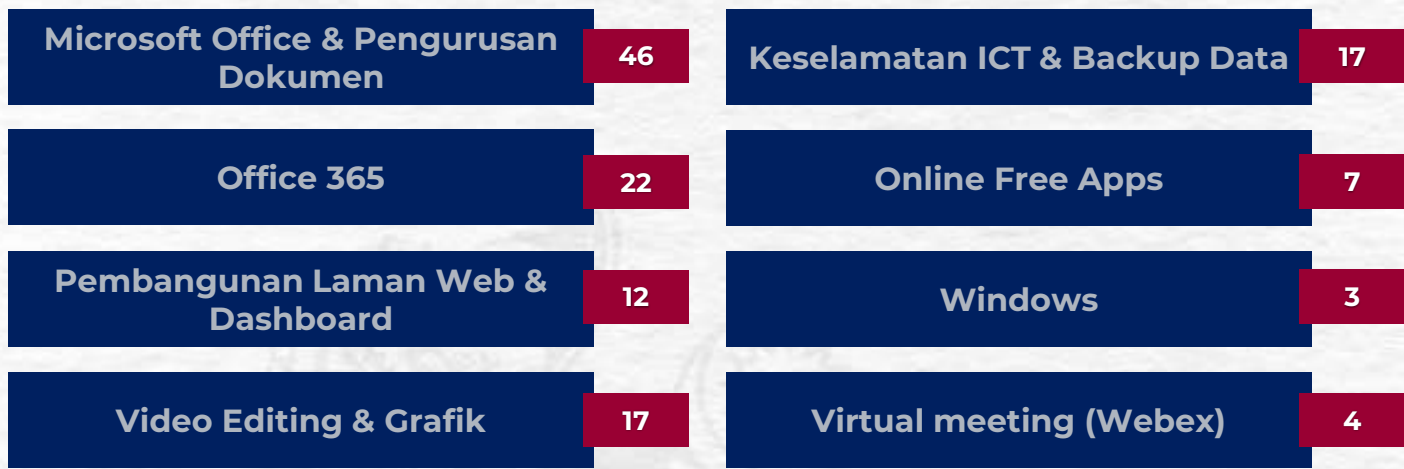 Microsoft Office & Pengurusan
Dokumen
46
Keselamatan ICT & Backup Data
17
Office 365
22
Online Free Apps
7
Pembangunan Laman Web &
Dashboard
12
Windows
3
Video Editing & Grafik
17
Virtual meeting (Webex)
4